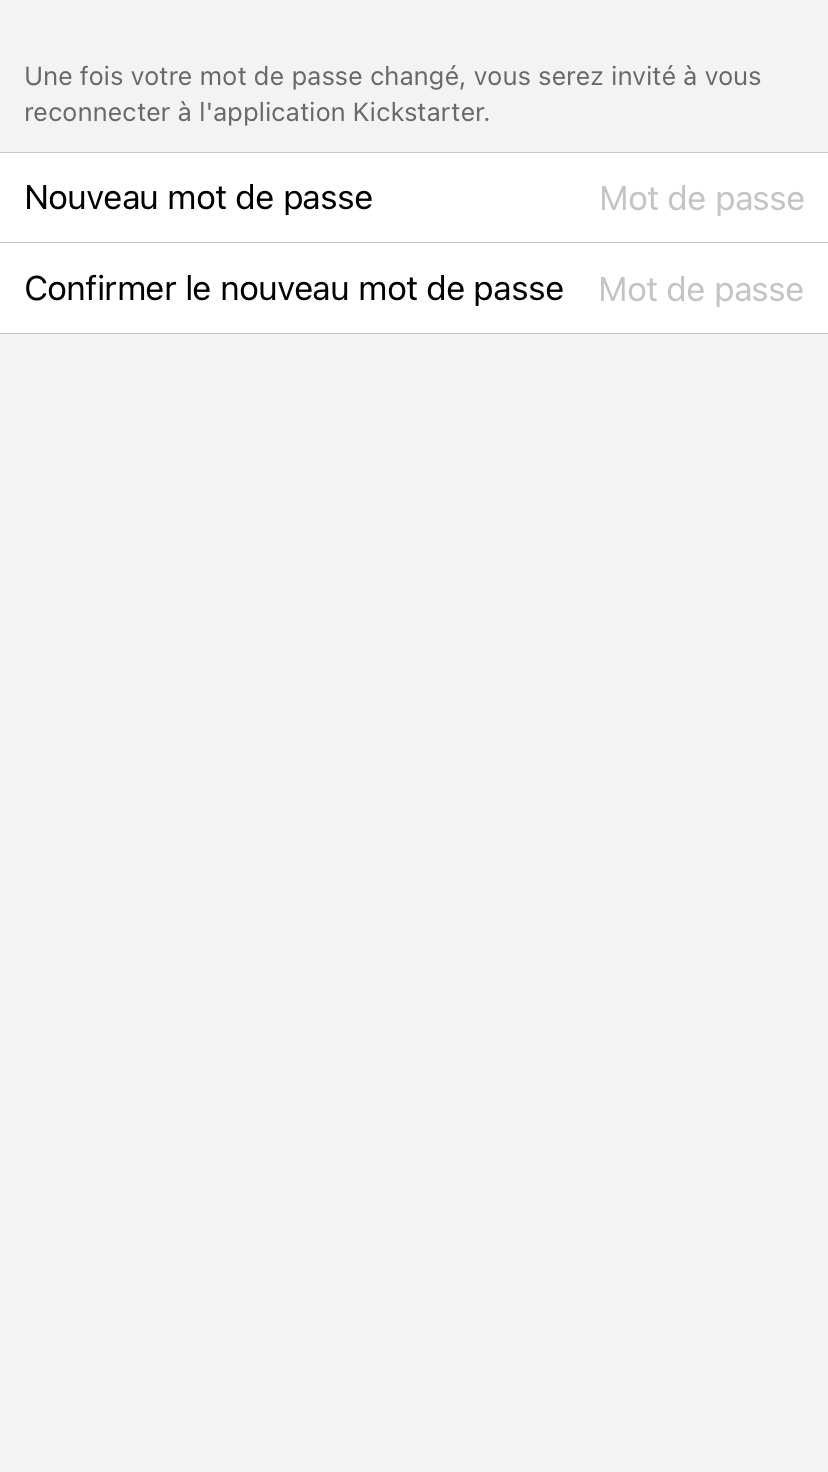 Une fois votre mot de passe changé, vous serez invité à vous
reconnecter à l'application Kickstarter.
Nouveau mot de passe Mot de passe
Confirmer le nouveau mot de passe Mot de passe